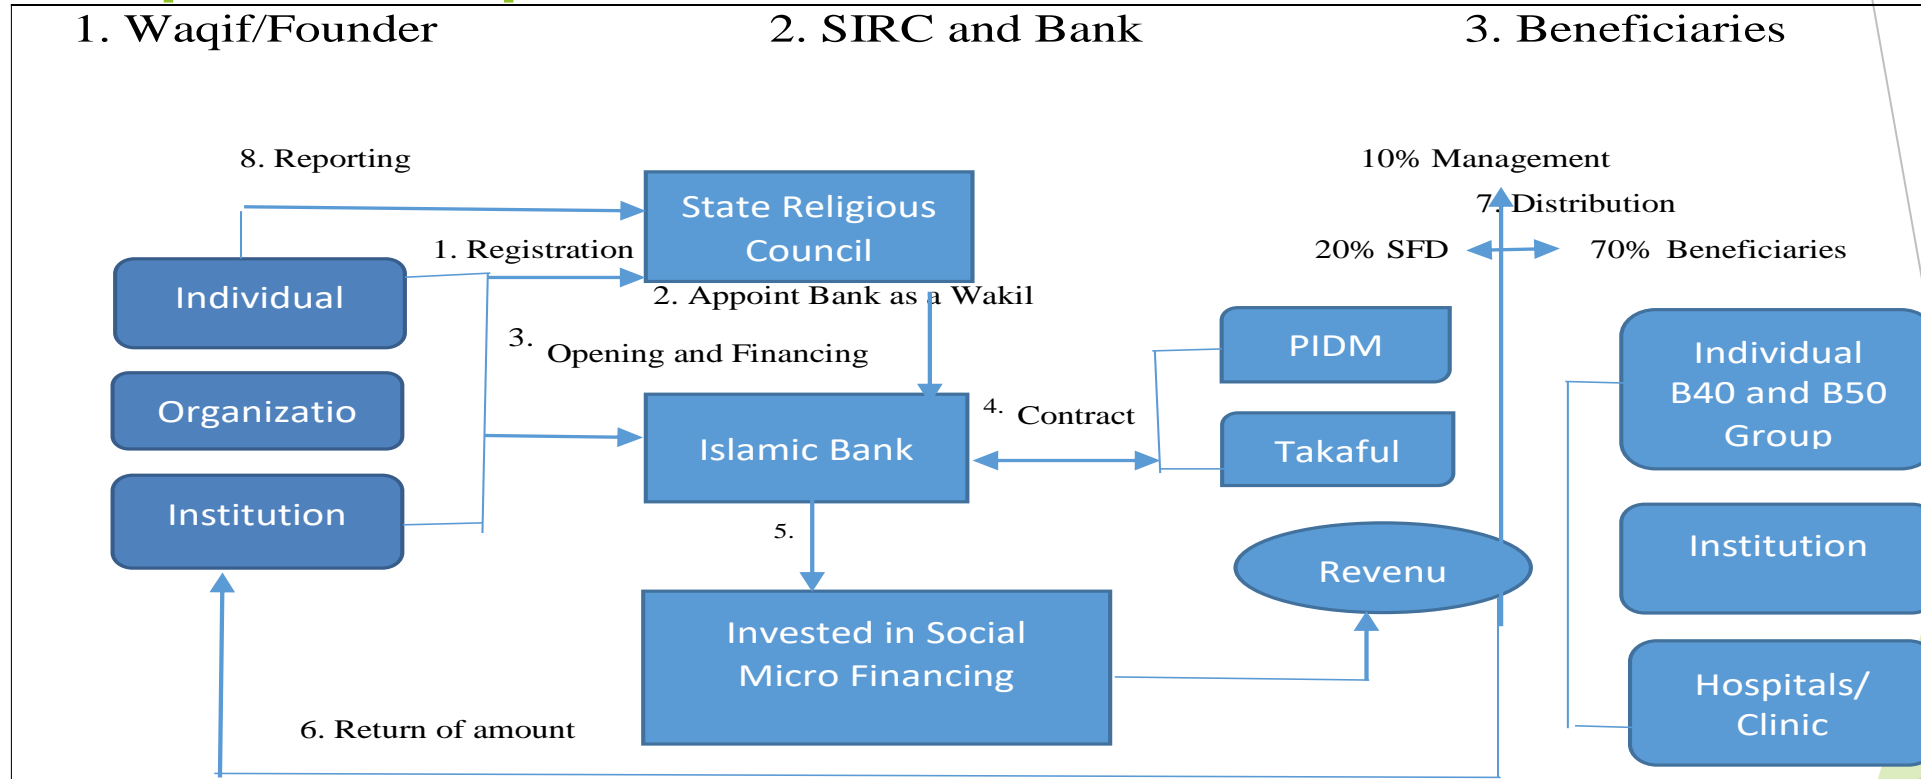 1. Waqif/Founder
2. SIRC and Bank
3. Beneficiaries
8. Reporting
10% Management
State Religious
Council
7. Distribution
1. Registration
20% SFD
70% Beneficiaries
Individual
2. Appoint Bank as a Wakil
3. Opening and Financing
PIDM
Individual
B40 and B50
Group
Organizatio
Islamic Bank
4. Contract
Takaful
Institution
5.
Revenu
Institution
Invested in Social
Micro Financing
Hospitals/
Clinic
6. Return of amount